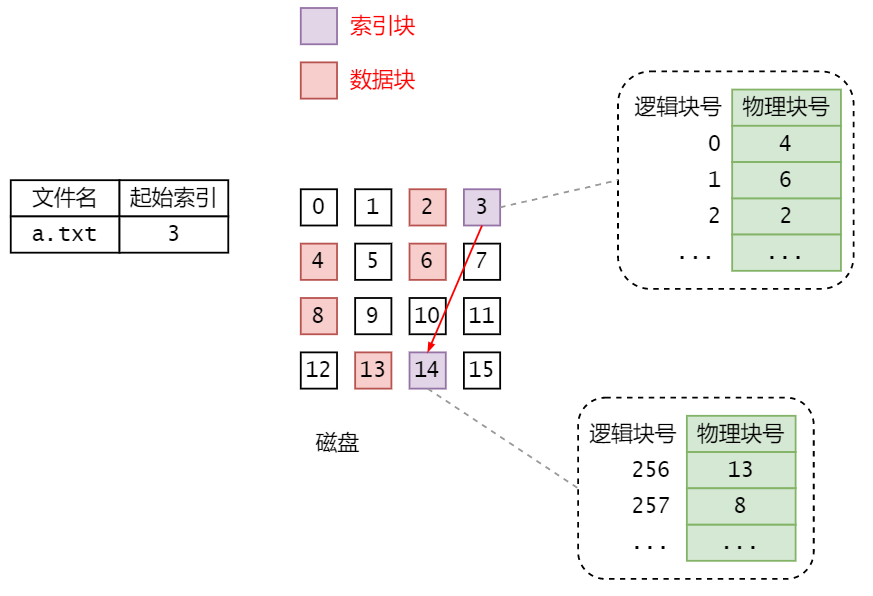 索引块
数据块
文件名 起始索引
a.txt 3
0 1 2 3
4 5 6 7
8 9 10 11
12 13 14 15
磁盘
逻辑块号 物理块号
0 4
1 6
2 2
... ...
逻辑块号 物理块号
256 13
257 8
... ...